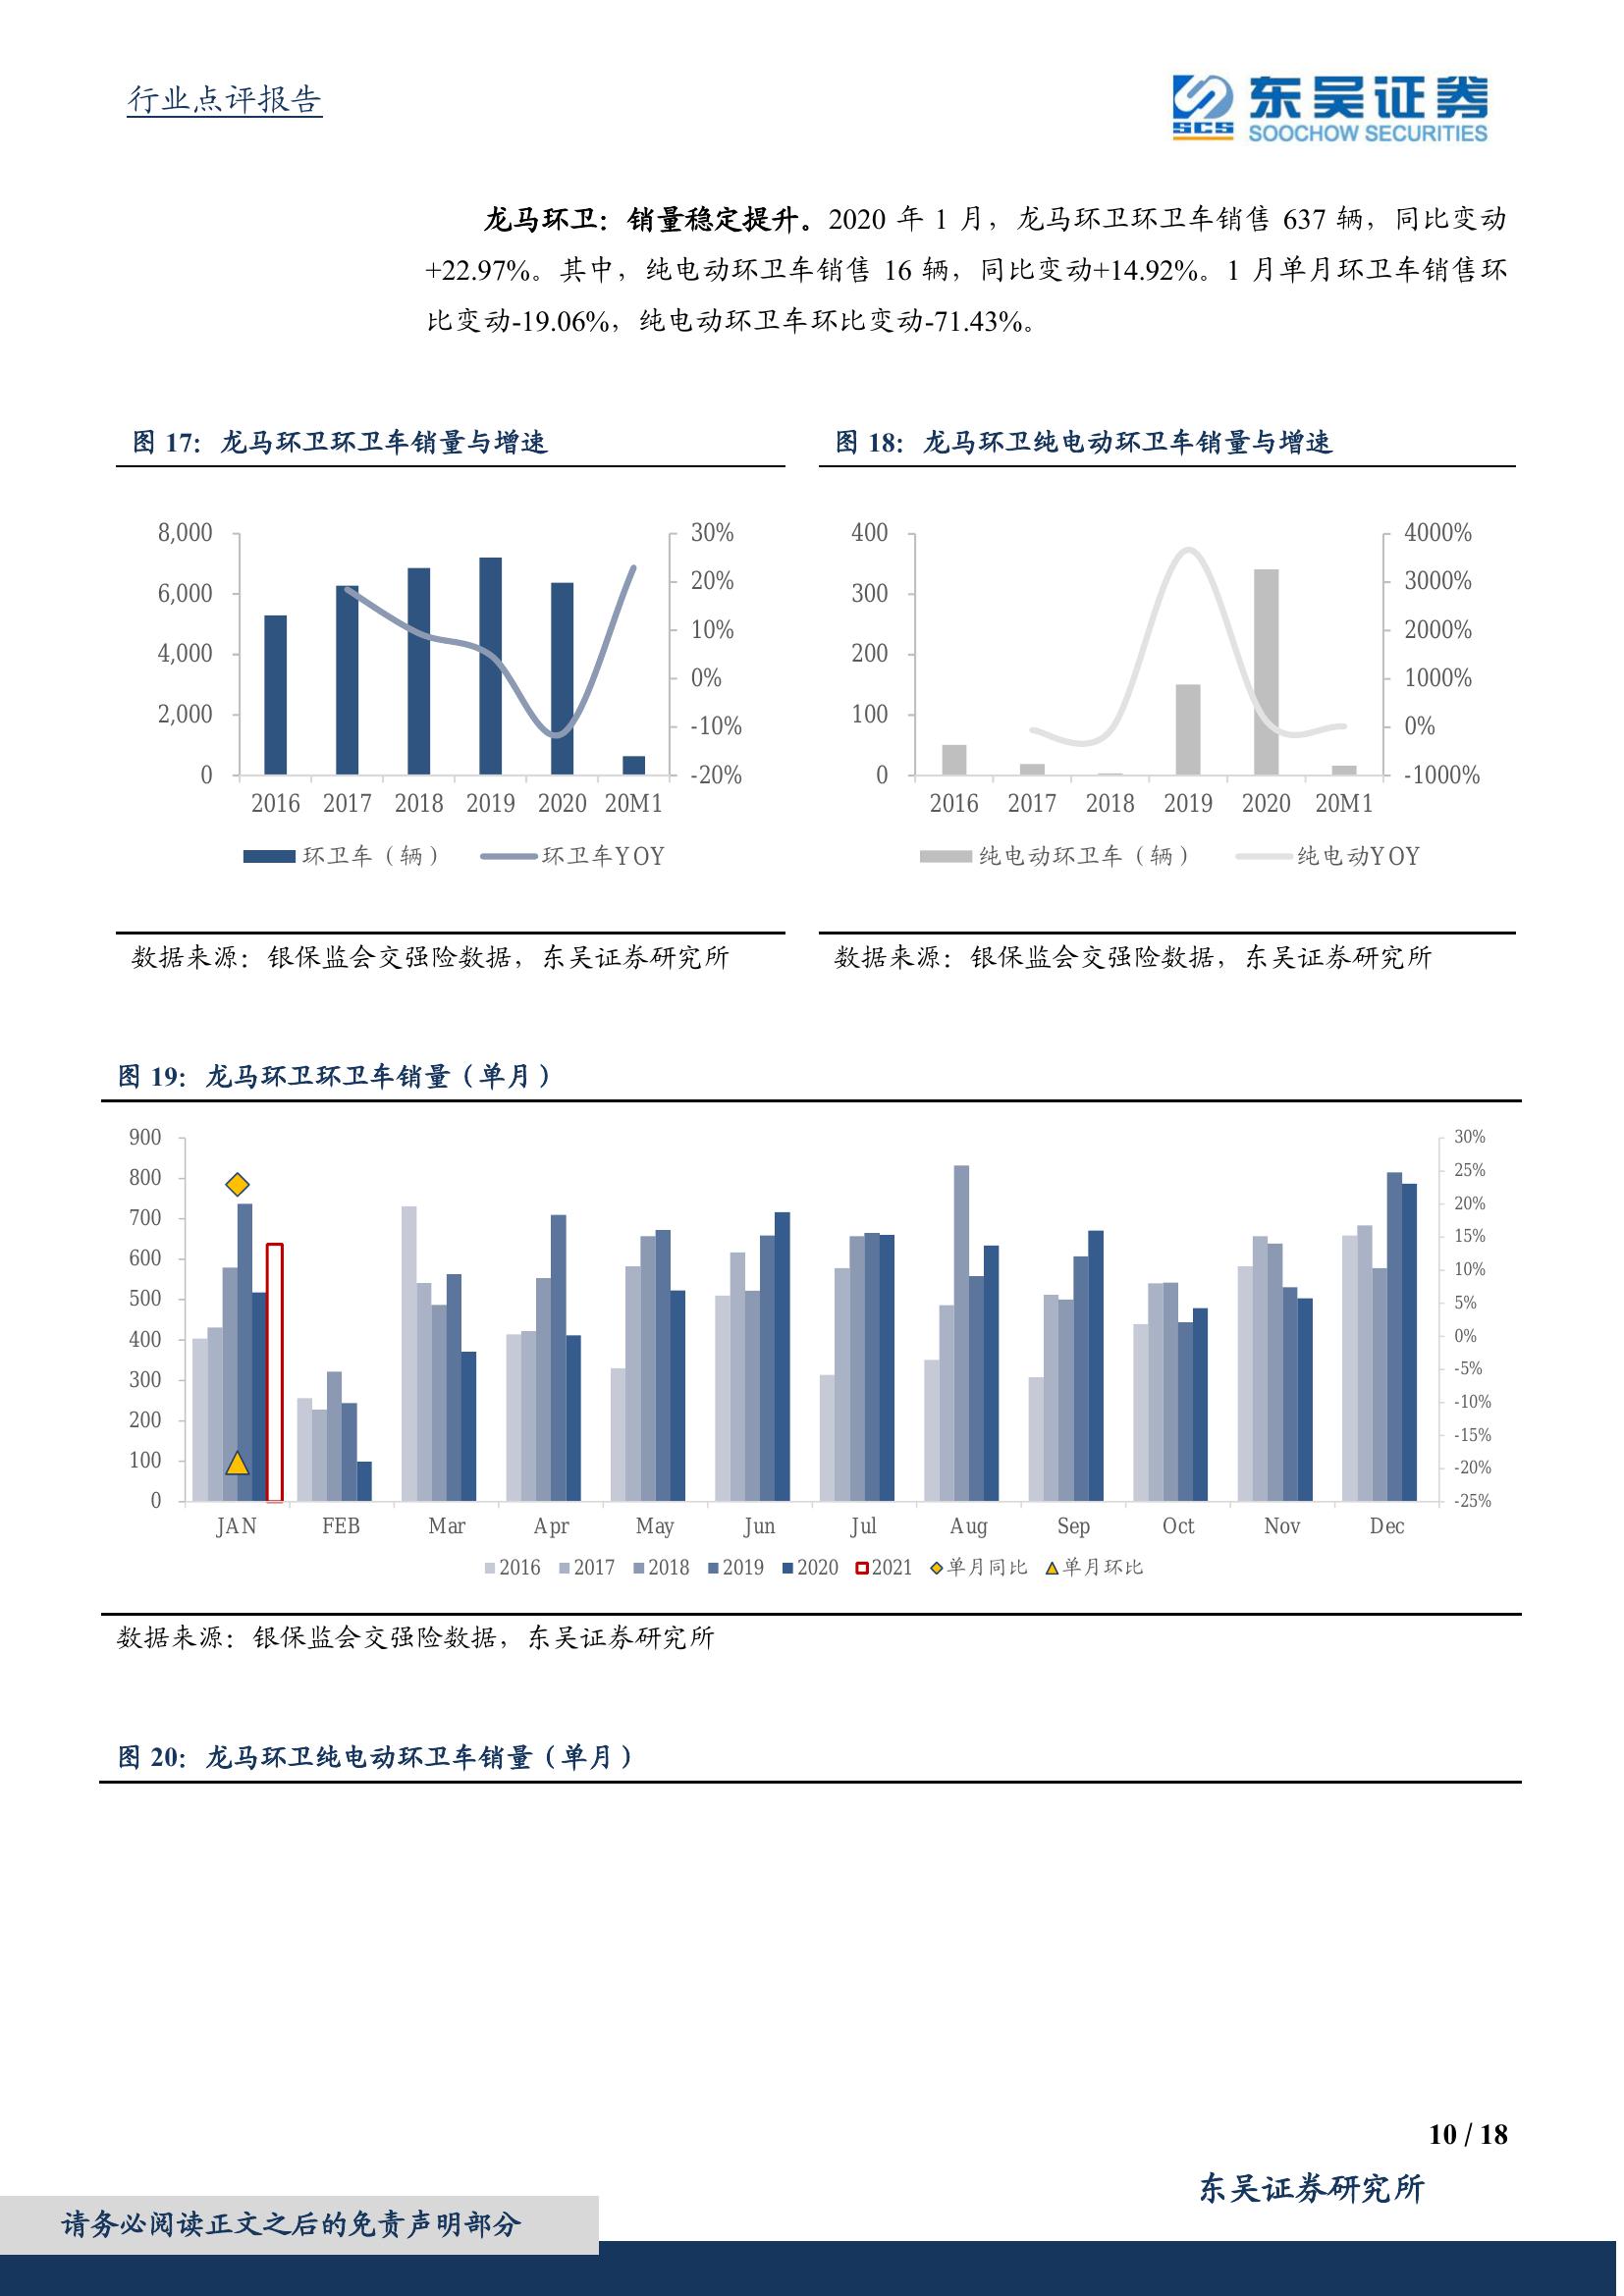 行业点评报告
SCS
东吴证券
SOOCHOW SECURITIES
龙马环卫：销量稳定提升。2020 年 1 月，龙马环卫环卫车销售 637 辆，同比变动
+22.97%。其中，纯电动环卫车销售 16 辆，同比变动+14.92%。1 月单月环卫车销售环
比变动-19.06%，纯电动环卫车环比变动-71.43%。
图 17：龙马环卫环卫车销量与增速
8,000
6,000
4,000
2,000
0
30%
20%
10%
0%
-10%
-20%
2016 2017 2018 2019 2020 20M1
环卫车（辆） 环卫车YOY
数据来源：银保监会交强险数据，东吴证券研究所
图 18：龙马环卫纯电动环卫车销量与增速
400
300
200
100
0
4000%
3000%
2000%
1000%
0%
-1000%
2016 2017 2018 2019 2020 20M1
纯电动环卫车（辆） 纯电动YOY
数据来源：银保监会交强险数据，东吴证券研究所
图 19：龙马环卫环卫车销量（单月）
900
800
700
600
500
400
300
200
100
0
30%
25%
20%
15%
10%
5%
0%
-5%
-10%
-15%
-20%
-25%
JAN FEB Mar Apr May Jun Jul Aug Sep Oct Nov Dec
2016 2017 2018 2019 2020 2021 单月同比 单月环比
数据来源：银保监会交强险数据，东吴证券研究所
图 20：龙马环卫纯电动环卫车销量（单月）
10 / 18
东吴证券研究所
请务必阅读正文之后的免责声明部分